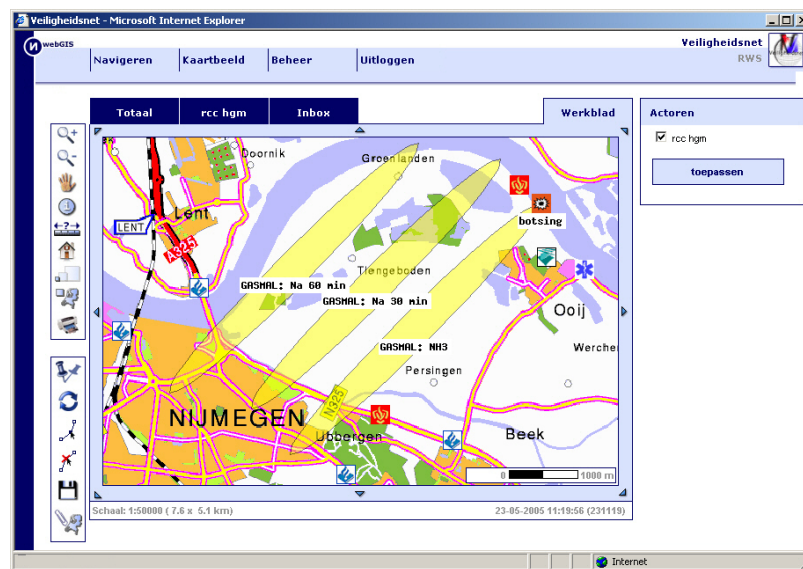 Veiligheidsnet - Microsoft Internet Explorer
webGIS
Veiligheidsnet
RWS
Navigeren
Kaartbeeld
Beheer
Uitloggen
Totaal
rcc hgm
Inbox
Werkblad
Actoren
rcc hgm
toepassen
Doornik
Groenlanden
Lent
LENT
A325
botsing
Tiengeboden
GASMAL: Na 60 min
GASMAL: Na 30 min
Ooij
GASMAL: NH3
Werchen
Persingen
N325
NIJMEGEN
Ubbergen
Beek
0 1000 m
Schaal: 1:50000 ( 7.6 x 5.1 km)
23-05-2005 11:19:56 (231119)
Internet